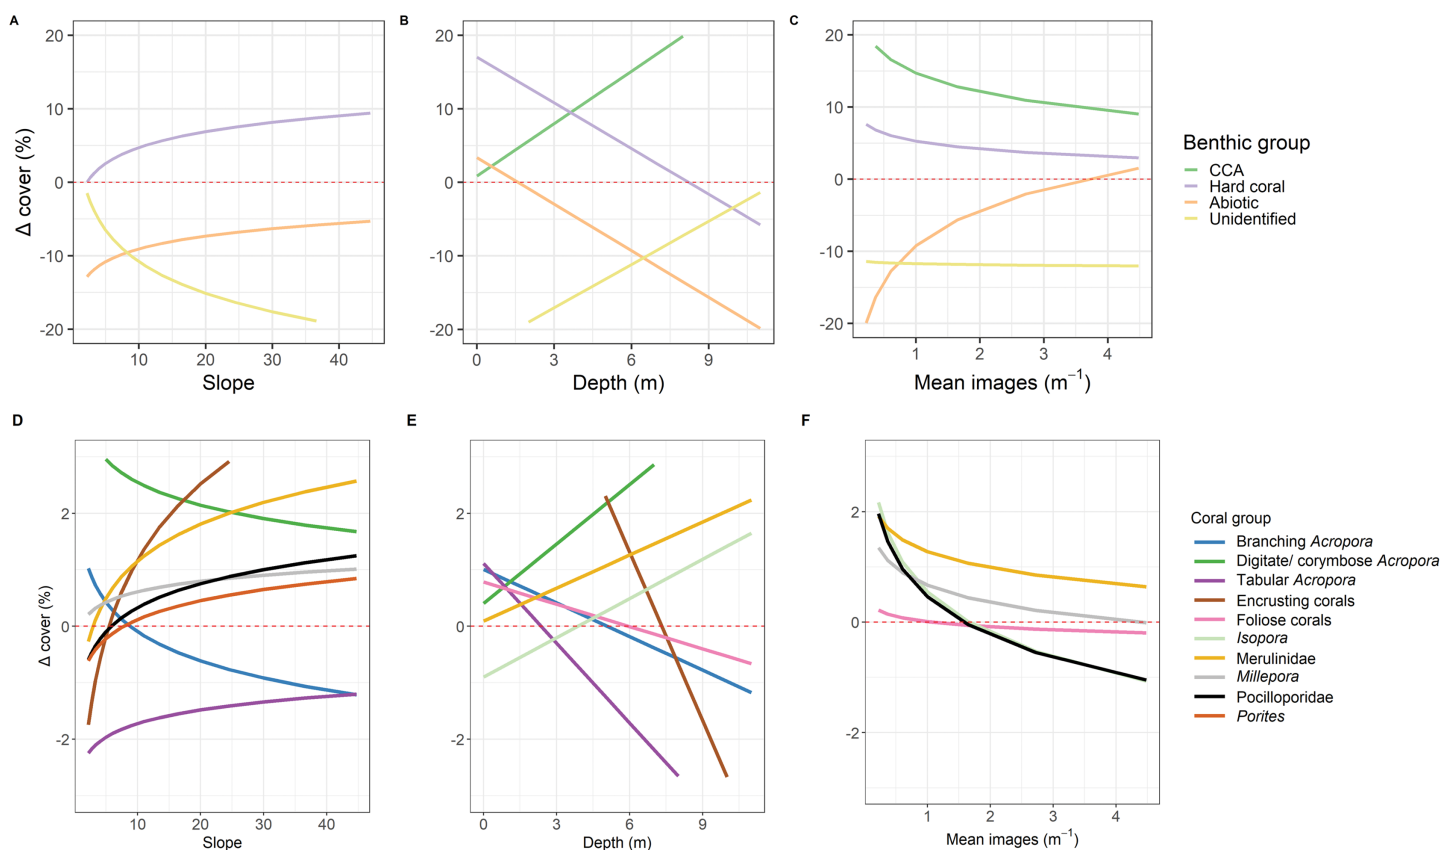 A
B
C
20
10
0
-10
-20
Δ cover (%)
10
20
30
40
Slope
20
10
0
-10
-20
0
3
6
9
Depth (m)
20
10
0
-10
-20
1
2
3
4
Mean images (m⁻¹)
Benthic group
CCA
Hard coral
Abiotic
Unidentified
D
E
F
2
0
-2
Δ cover (%)
10
20
30
40
Slope
2
0
-2
0
3
6
9
Depth (m)
2
0
-2
1
2
3
4
Mean images (m⁻¹)
Coral group
Branching Acropora
Digitate/ corymbose Acropora
Tabular Acropora
Encrusting corals
Foliose corals
Isopora
Merulinidae
Millepora
Pocilloporidae
Porites